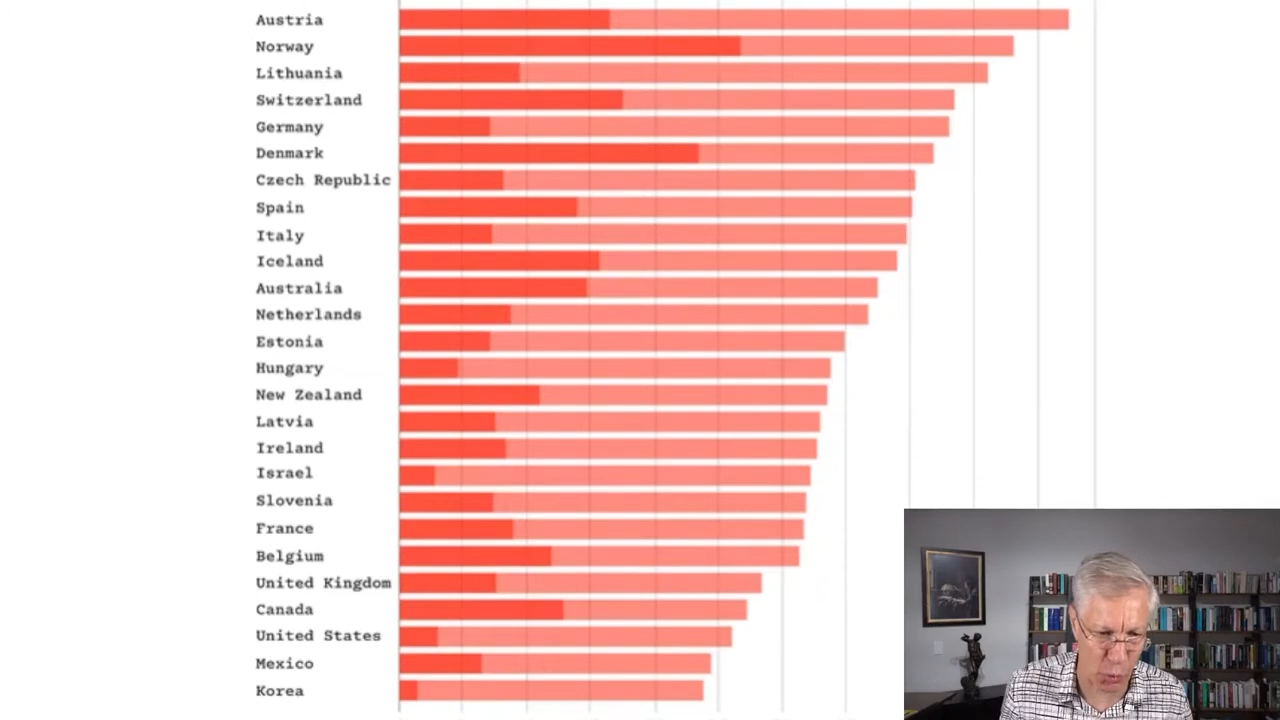 Austria
Norway
Lithuania
Switzerland
Germany
Denmark
Czech Republic
Spain
Italy
Iceland
Australia
Netherlands
Estonia
Hungary
New Zealand
Latvia
Ireland
Israel
Slovenia
France
Belgium
United Kingdom
Canada
United States
Mexico
Korea